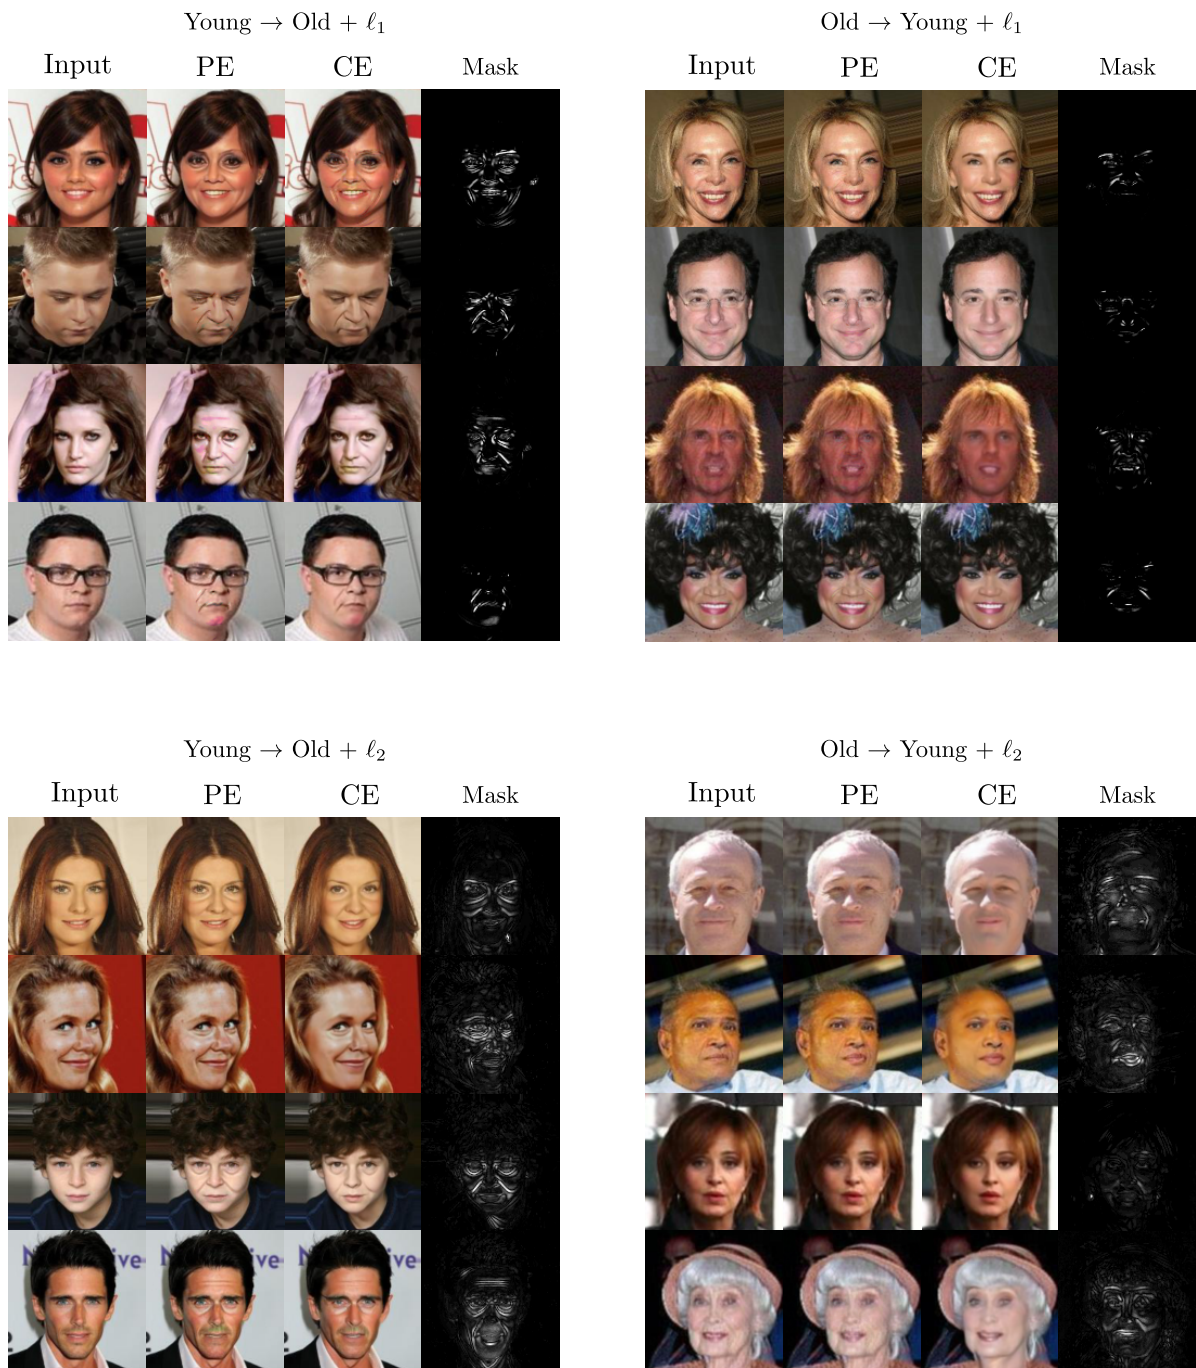 Young → Old + ℓ₁
Input PE CE Mask
Old → Young + ℓ₁
Input PE CE Mask
Young → Old + ℓ₂
Input PE CE Mask
Old → Young + ℓ₂
Input PE CE Mask